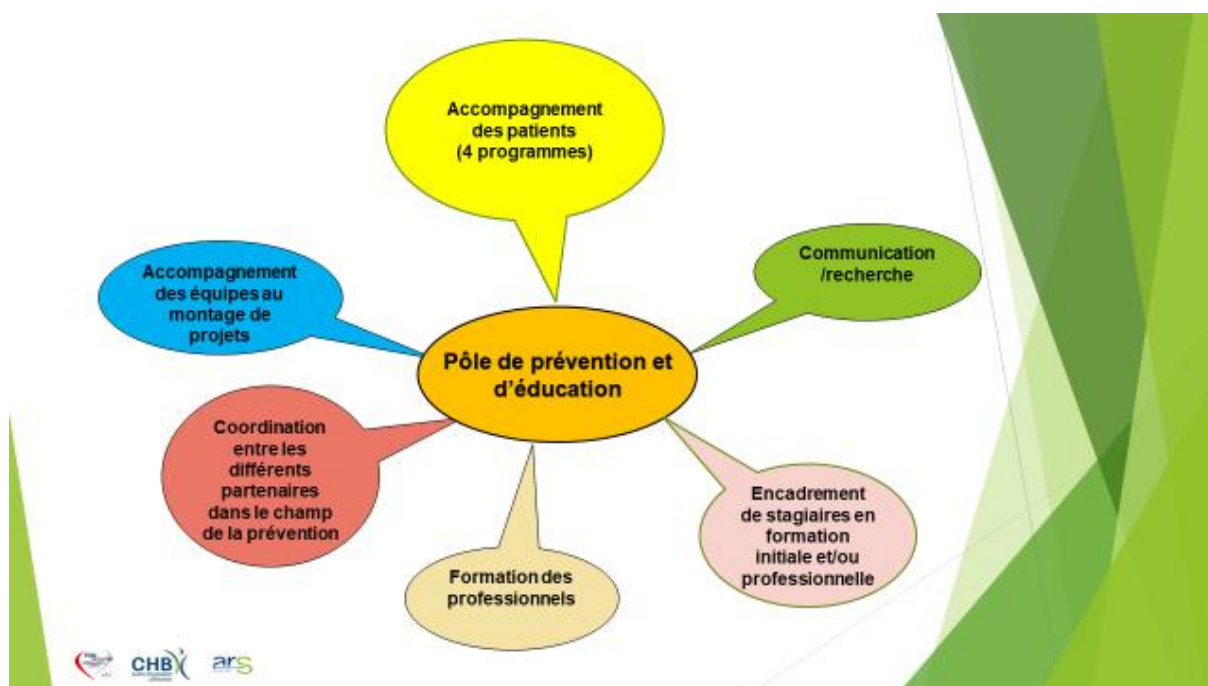 Accompagnement
des patients
(4 programmes)
Communication
/recherche
Accompagnement
des équipes au
montage de
projets
Pôle de prévention et
d'éducation
Coordination
entre les
différents
partenaires
dans le champ
de la prévention
Encadrement
de stagiaires en
formation
initiale et/ou
professionnelle
Formation des
professionnels
CHB
ars